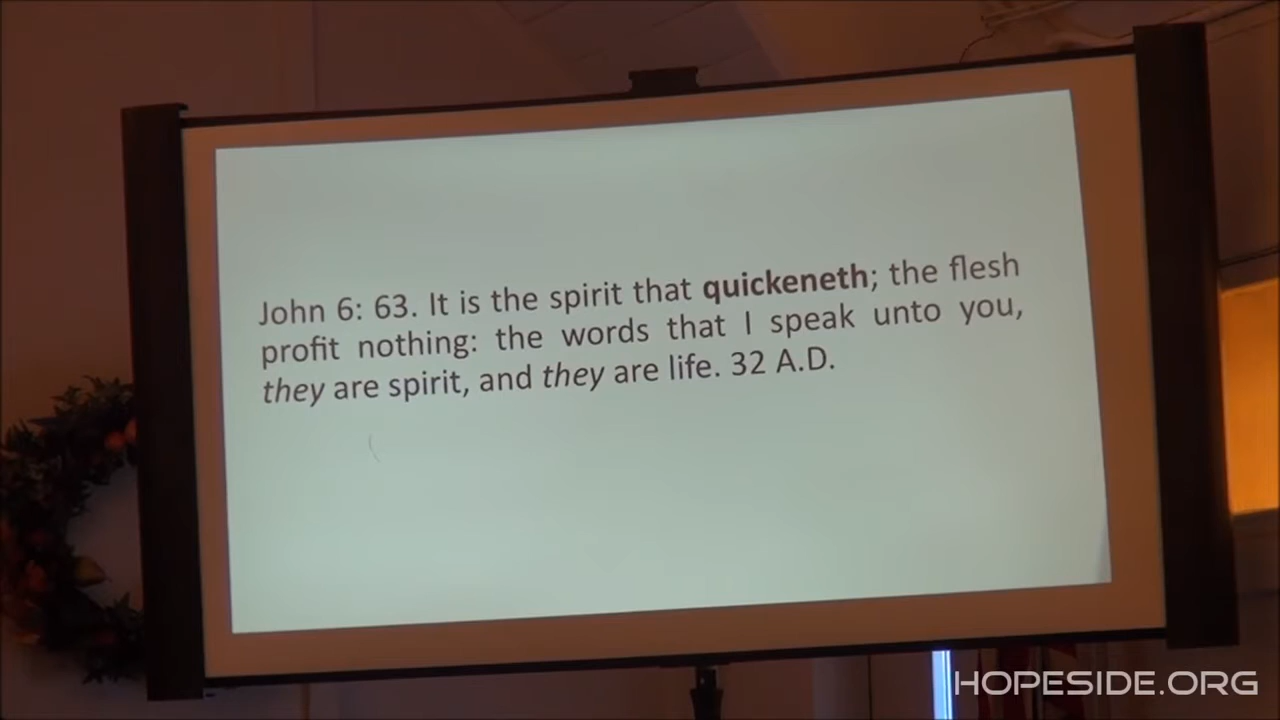 John 6: 63. It is the spirit that quickeneth; the flesh
profit nothing: the words that I speak unto you,
they are spirit, and they are life. 32 A.D.
HOPESIDE.ORG